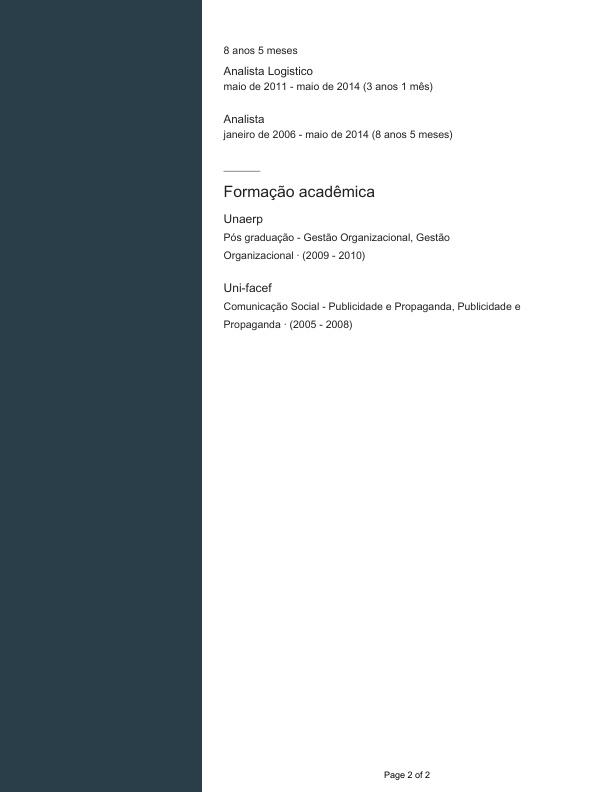 8 anos 5 meses
Analista Logistico
maio de 2011 - maio de 2014 (3 anos 1 mês)
Analista
janeiro de 2006 - maio de 2014 (8 anos 5 meses)
Formação acadêmica
Unaerp
Pós graduação - Gestão Organizacional, Gestão
Organizacional · (2009 - 2010)
Uni-facef
Comunicação Social - Publicidade e Propaganda, Publicidade e
Propaganda · (2005 - 2008)
Page 2 of 2